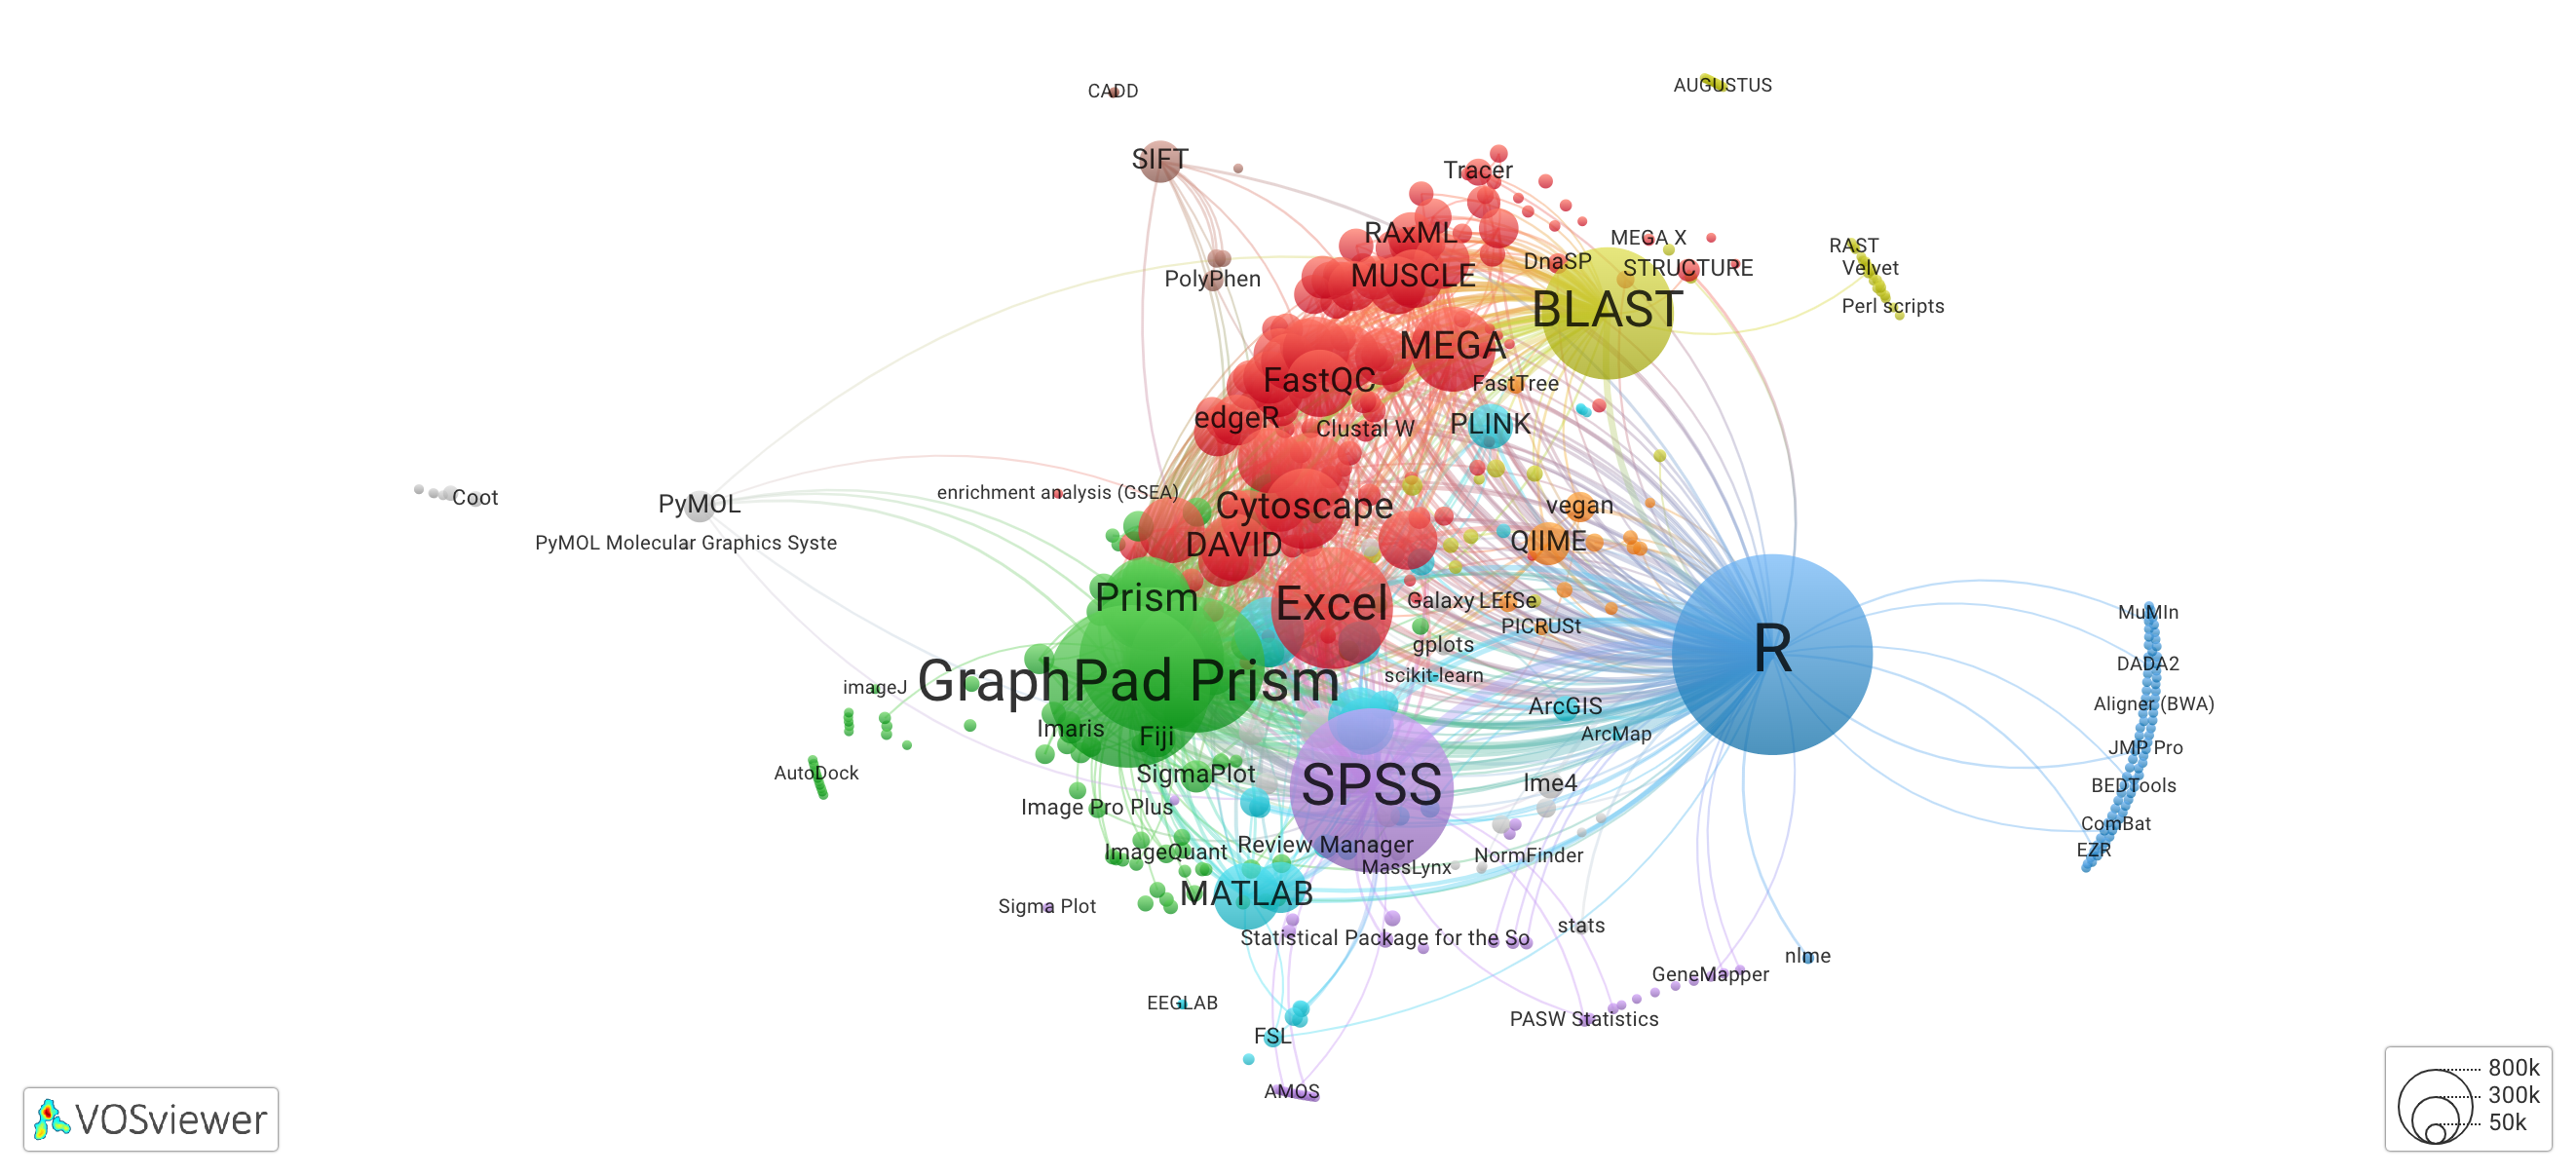 CADD
AUGUSTUS
SIFT
Tracer
RAxML
MEGA X
RAST
PolyPhen
MUSCLE
DnaSP
STRUCTURE
Velvet
BLAST
Perl scripts
MEGA
FastQC
FastTree
edgeR
Clustal W
PLINK
Coot
PyMOL
enrichment analysis (GSEA)
Cytoscape
vegan
PyMOL Molecular Graphics Syste
DAVID
QIIME
Prism
Excel
Galaxy
LEfSe
MuMIn
PICRUSt
gplots
R
DADA2
GraphPad Prism
scikit-learn
imageJ
ArcGIS
Aligner (BWA)
Imaris
Fiji
ArcMap
JMP Pro
AutoDock
SigmaPlot
SPSS
lme4
BEDTools
Image Pro Plus
ComBat
ImageQuant
Review Manager
NormFinder
EZR
MassLynx
MATLAB
Sigma Plot
Statistical Package for the So
stats
nlme
GeneMapper
EEGLAB
PASW Statistics
FSL
AMOS
VOSviewer
800k
300k
50k